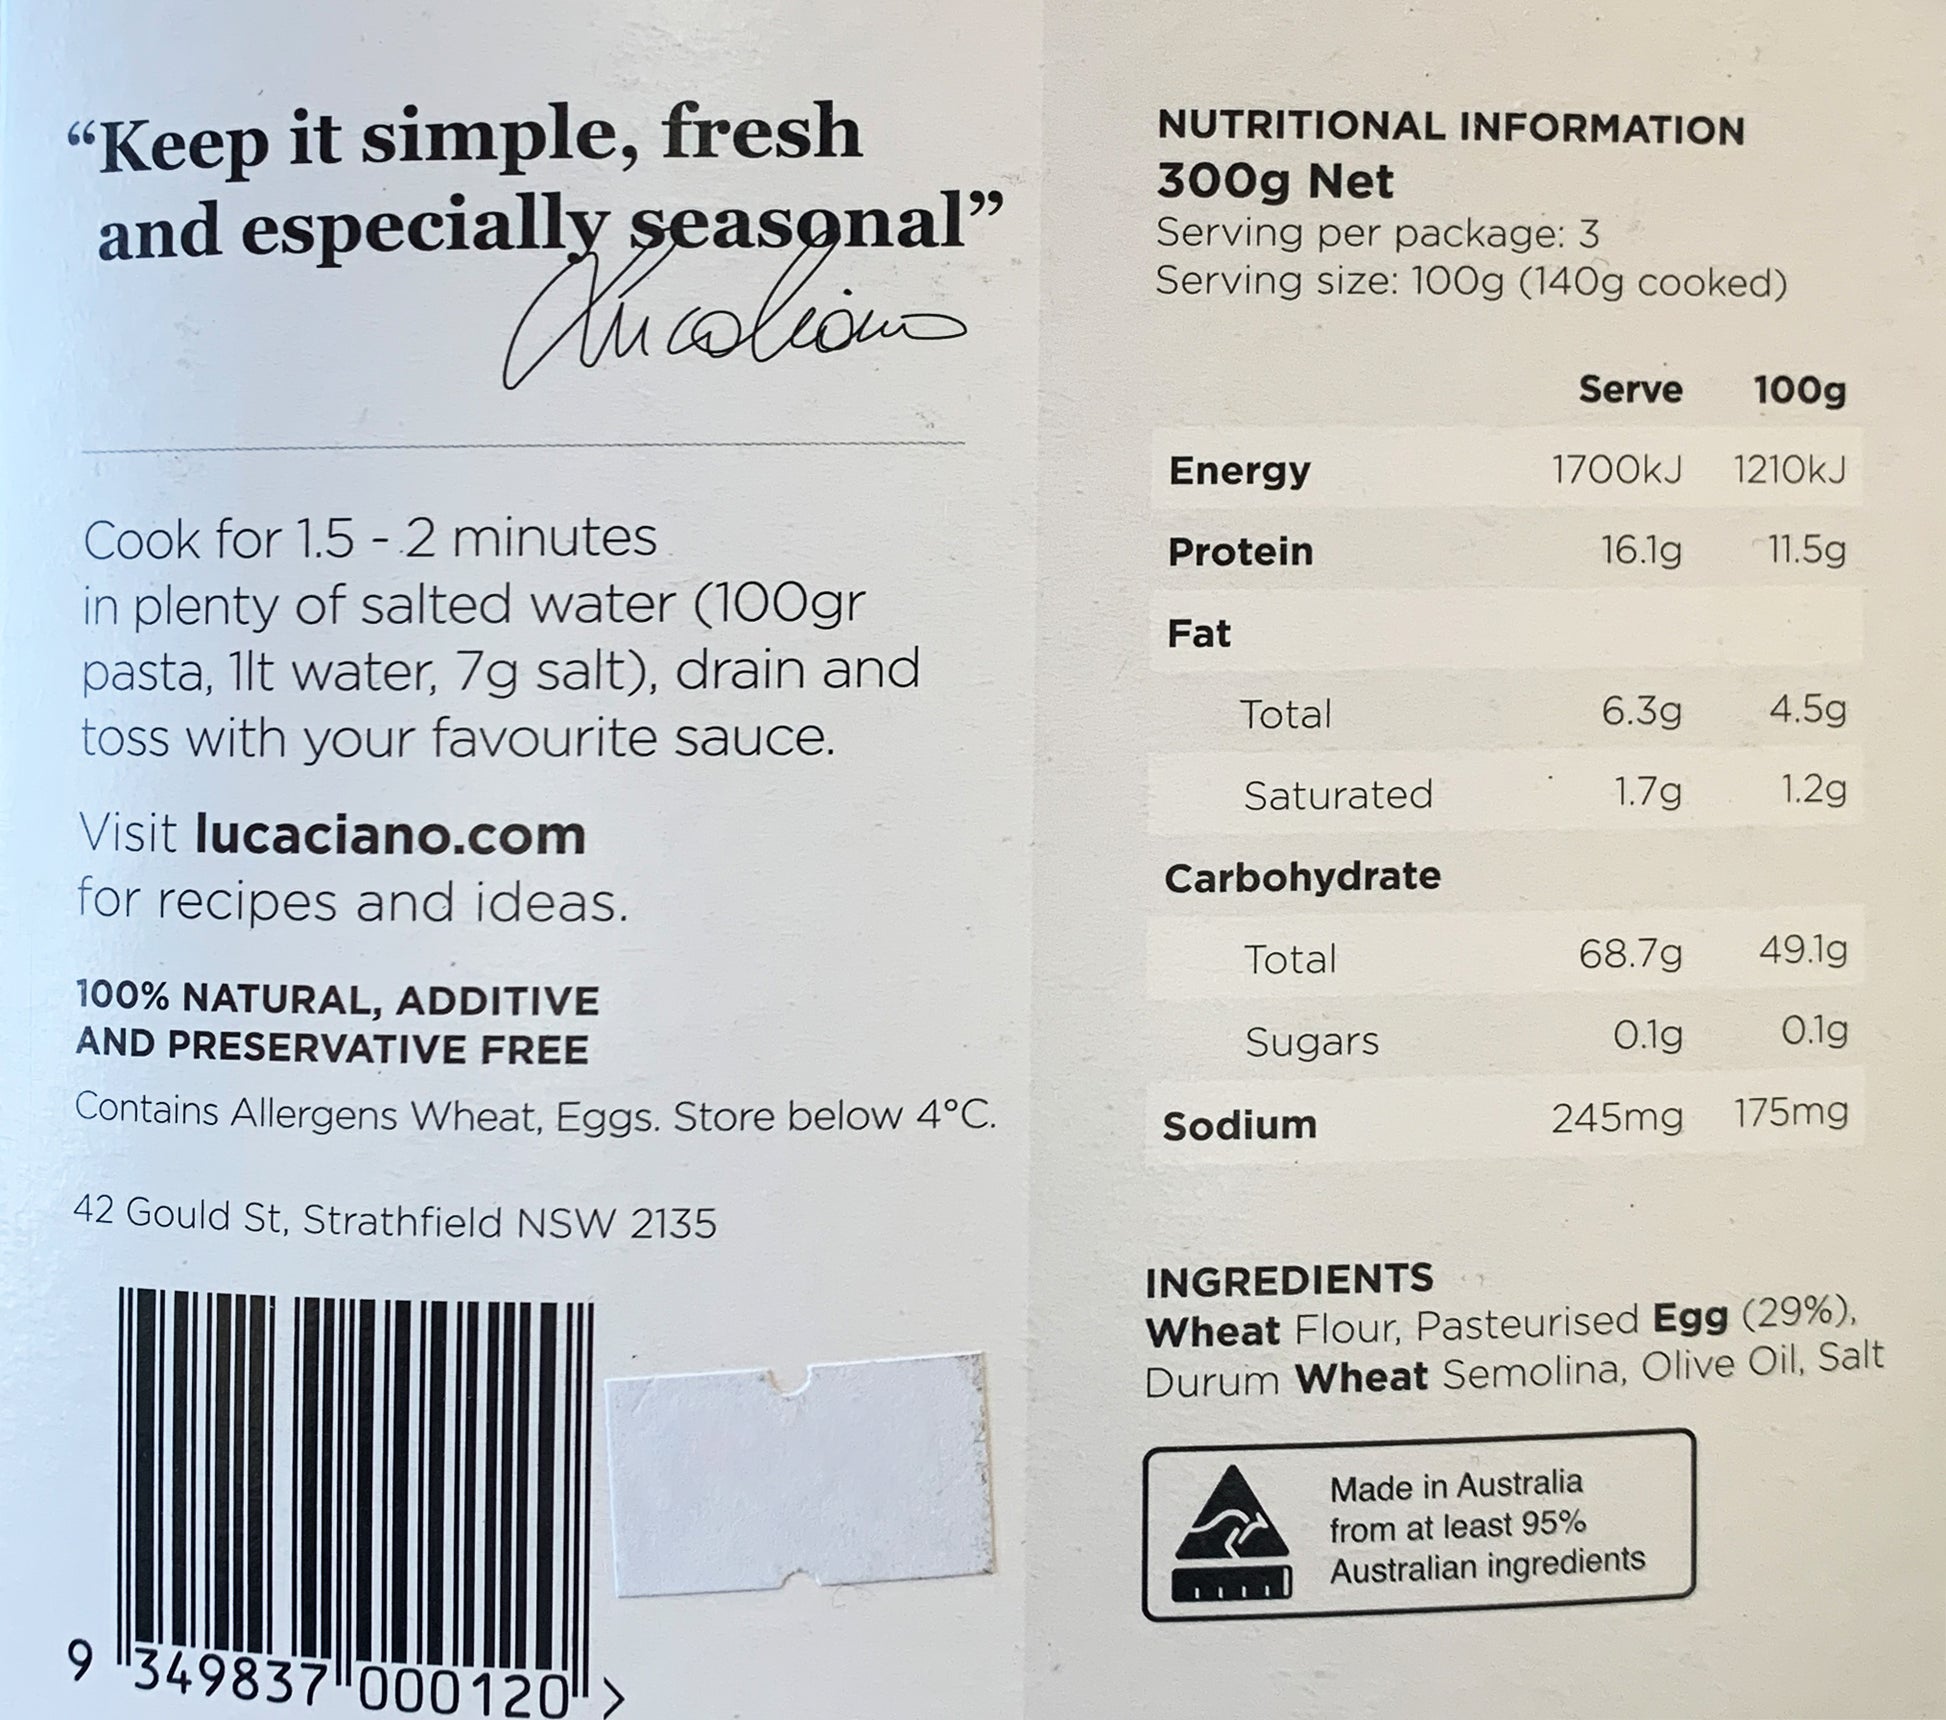 “Keep it simple, fresh
and especially seasonal”
Cook for 1.5 - 2 minutes
in plenty of salted water (100gr
pasta, 1lt water, 7g salt), drain and
toss with your favourite sauce.
Visit lucaciano.com
for recipes and ideas.
100% NATURAL, ADDITIVE
AND PRESERVATIVE FREE
Contains Allergens Wheat, Eggs. Store below 4°C.
42 Gould St, Strathfield NSW 2135
9 349837 000120 >
NUTRITIONAL INFORMATION
300g Net
Serving per package: 3
Serving size: 100g (140g cooked)
Serve 100g
Energy 1700kJ 1210kJ
Protein 16.1g 11.5g
Fat
Total 6.3g 4.5g
Saturated 1.7g 1.2g
Carbohydrate
Total 68.7g 49.1g
Sugars 0.1g 0.1g
Sodium 245mg 175mg
INGREDIENTS
Wheat Flour, Pasteurised Egg (29%),
Durum Wheat Semolina, Olive Oil, Salt
Made in Australia
from at least 95%
Australian ingredients